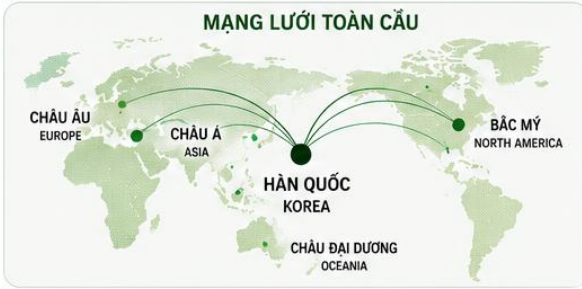 MẠNG LƯỚI TOÀN CẦU
CHÂU ÂU
EUROPE
CHÂU Á
ASIA
HÀN QUỐC
KOREA
BẮC MÝ
NORTH AMERICA
CHÂU ĐẠI DƯƠNG
OCEANIA